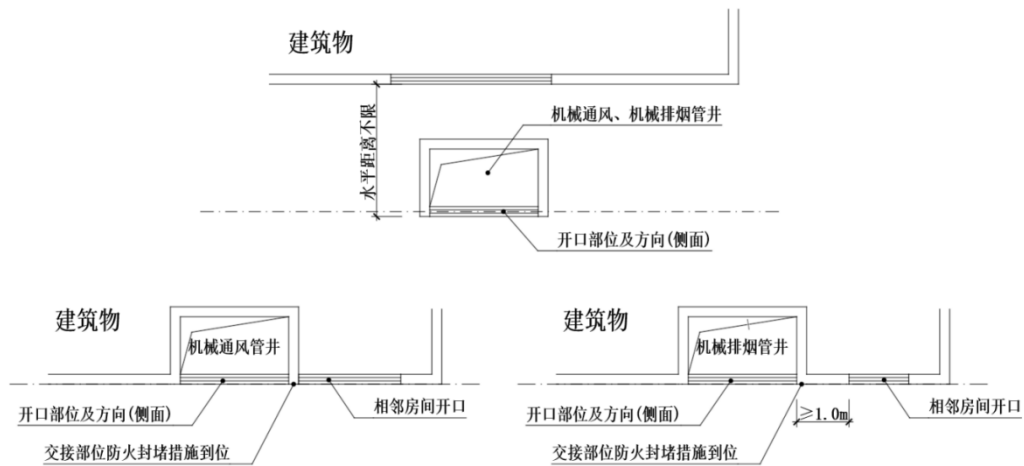 建筑物
机械通风、机械排烟管井
水平距离不限
开口部位及方向(侧面)
建筑物
机械通风管井
开口部位及方向(侧面)
相邻房间开口
交接部位防火封堵措施到位
建筑物
机械排烟管井
开口部位及方向(侧面)
≥1.0m
相邻房间开口
交接部位防火封堵措施到位